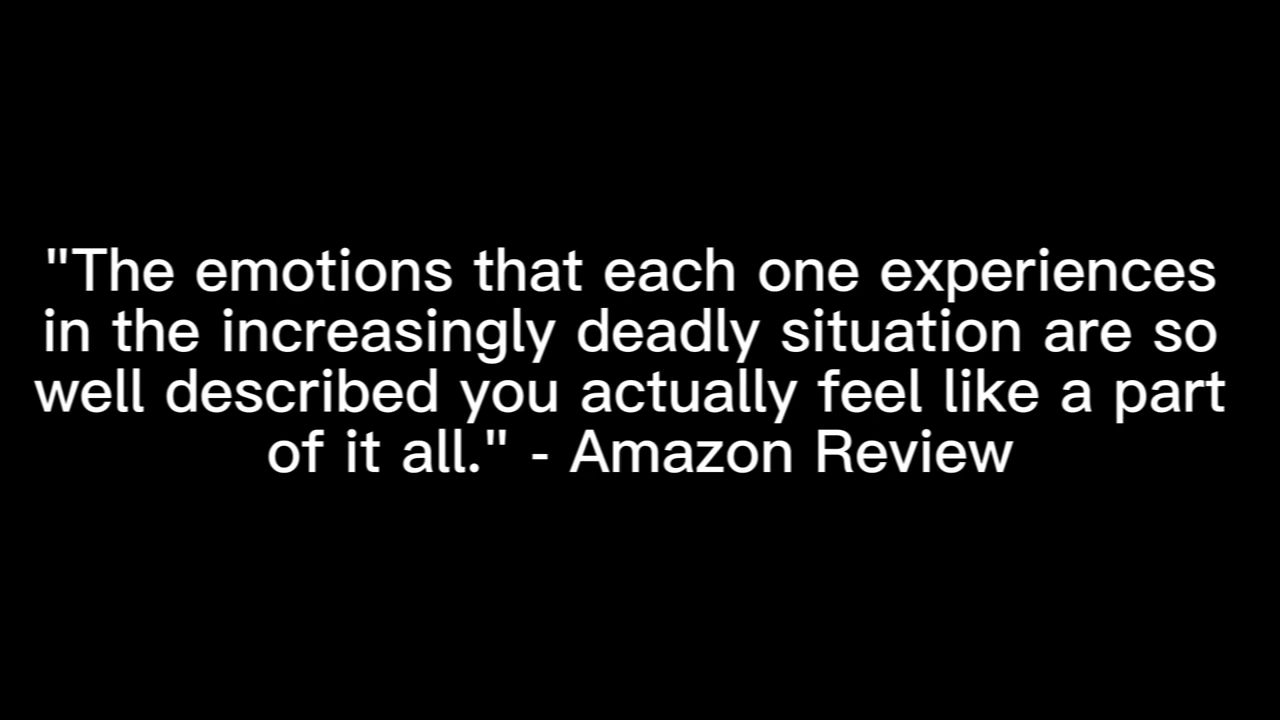 "The emotions that each one experiences
in the increasingly deadly situation are so
well described you actually feel like a part
of it all." - Amazon Review